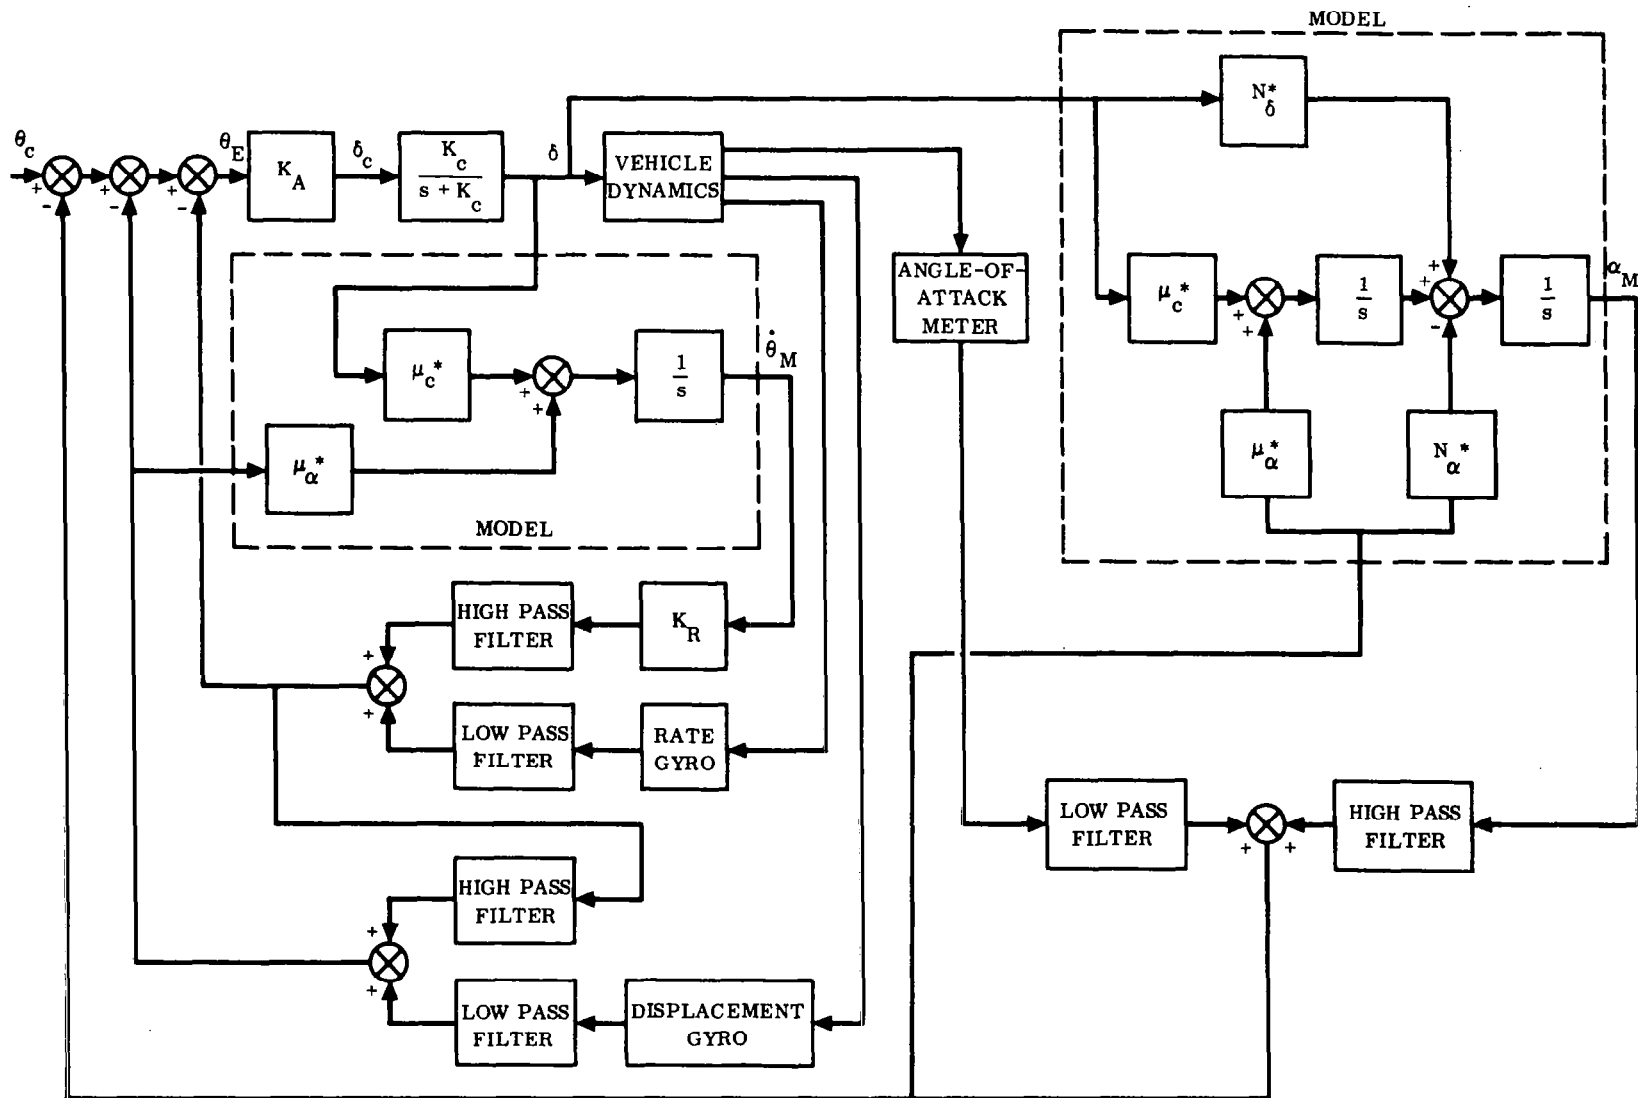 MODEL
N*δ
θc
θE
KA
δc
Kc
s + Kc
δ
VEHICLE
DYNAMICS
+
-
+
-
+
-
ANGLE-OF-
ATTACK
METER
μc*
+
+
1
s
+
+
-
1
s
αM
μc*
+
+
1
s
θ̇M
μα*
MODEL
μα*
Nα*
HIGH PASS
FILTER
KR
+
+
LOW PASS
FILTER
RATE
GYRO
LOW PASS
FILTER
+
+
HIGH PASS
FILTER
HIGH PASS
FILTER
+
+
LOW PASS
FILTER
DISPLACEMENT
GYRO